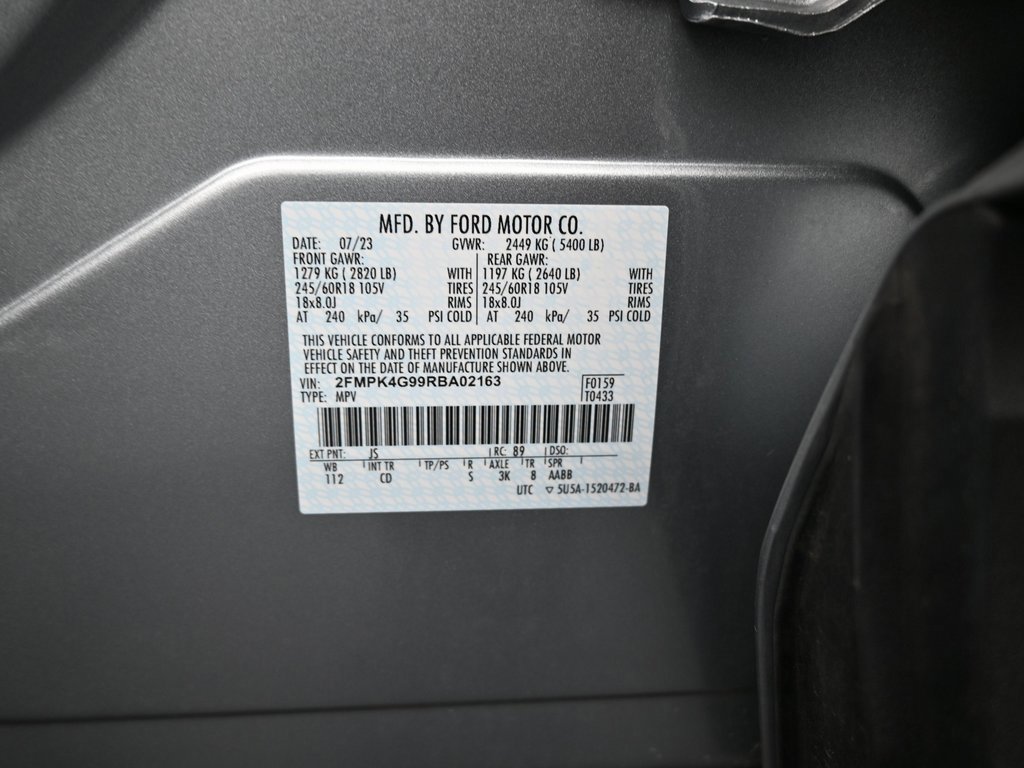 MFD. BY FORD MOTOR CO.
DATE: 07/23 GVWR: 2449 KG ( 5400 LB)
FRONT GAWR: REAR GAWR:
1279 KG ( 2820 LB) WITH 1197 KG ( 2640 LB) WITH
245/60R18 105V TIRES 245/60R18 105V TIRES
18x8.0J RIMS 18x8.0J RIMS
AT 240 kPa/ 35 PSI COLD AT 240 kPa/ 35 PSI COLD
THIS VEHICLE CONFORMS TO ALL APPLICABLE FEDERAL MOTOR
VEHICLE SAFETY AND THEFT PREVENTION STANDARDS IN
EFFECT ON THE DATE OF MANUFACTURE SHOWN ABOVE.
VIN: 2FMPK4G99RBA02163 F0159
TYPE: MPV T0433
EXT PNT: JS RC: 89 DSO:
WB INT TR TP/PS R AXLE TR SPR
112 CD S 3K 8 AABB
UTC ▽ 5U5A-1520472-BA